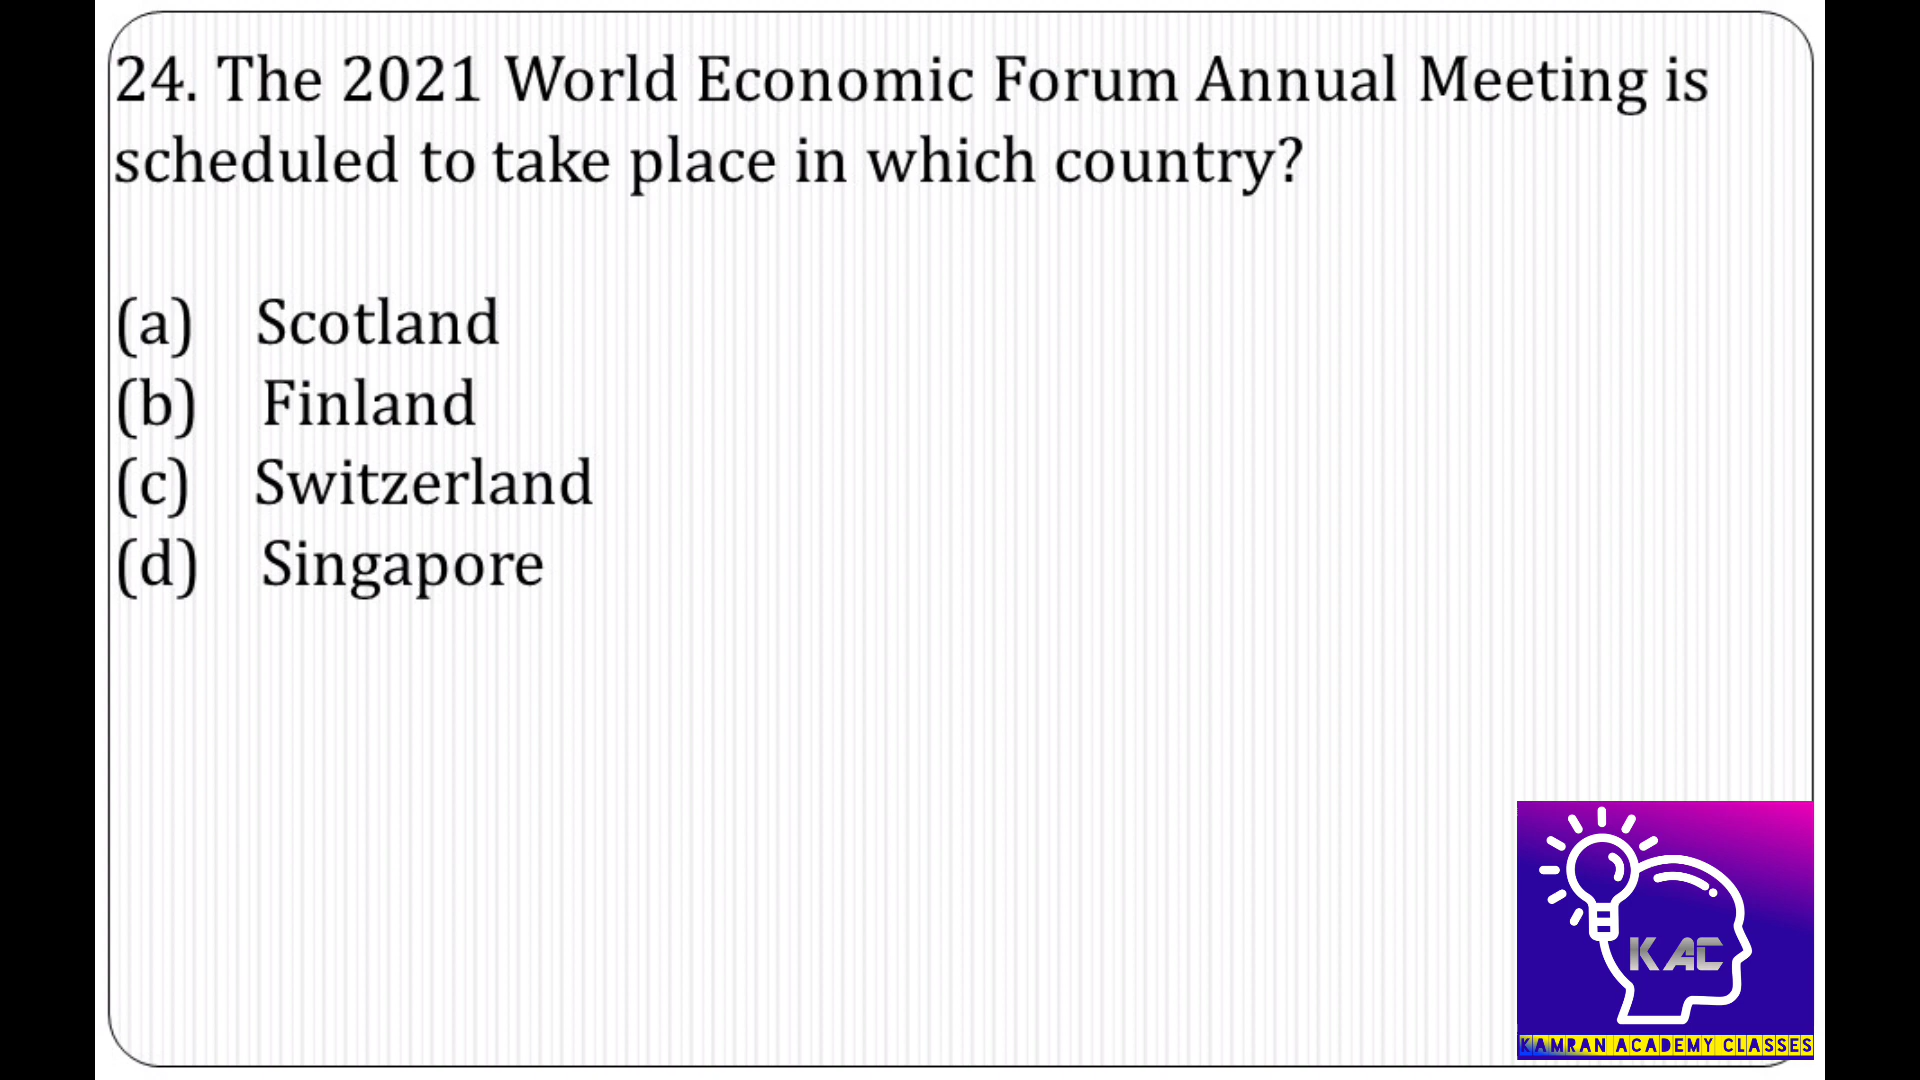 24. The 2021 World Economic Forum Annual Meeting is
scheduled to take place in which country?
(a) Scotland
(b) Finland
(c) Switzerland
(d) Singapore
KAC
KAMRAN ACADEMY CLASSES